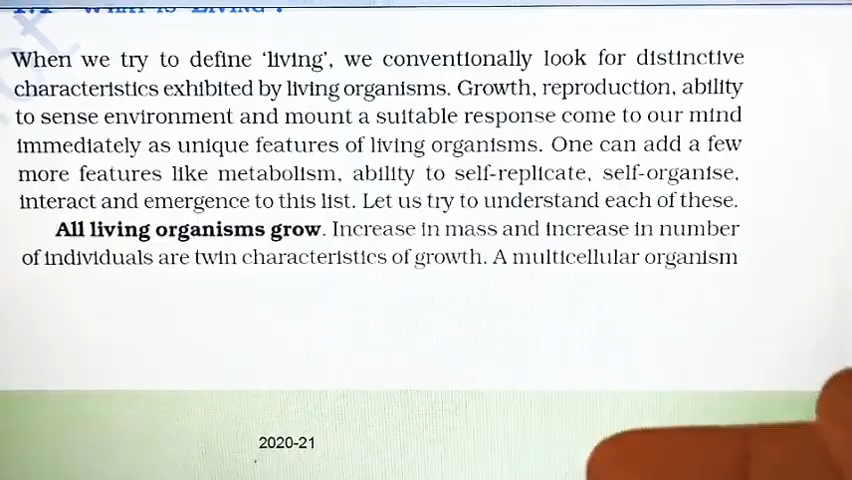 When we try to define 'living', we conventionally look for distinctive
characteristics exhibited by living organisms. Growth, reproduction, ability
to sense environment and mount a suitable response come to our mind
immediately as unique features of living organisms. One can add a few
more features like metabolism, ability to self-replicate, self-organise,
interact and emergence to this list. Let us try to understand each of these.
All living organisms grow. Increase in mass and increase in number
of individuals are twin characteristics of growth. A multicellular organism
2020-21